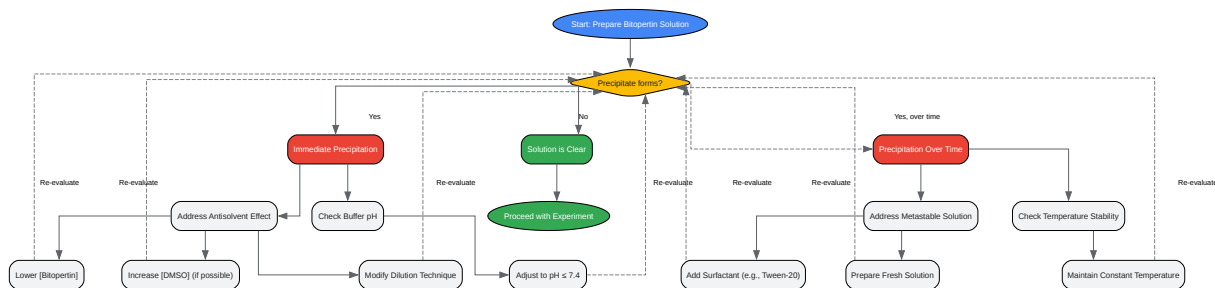 Start: Prepare Bitopertin Solution
Precipitate forms?
Yes
No
Yes, over time
Immediate Precipitation
Solution is Clear
Precipitation Over Time
Re-evaluate
Re-evaluate
Re-evaluate
Re-evaluate
Re-evaluate
Re-evaluate
Re-evaluate
Address Antisolvent Effect
Check Buffer pH
Proceed with Experiment
Address Metastable Solution
Check Temperature Stability
Lower [Bitopertin]
Increase [DMSO] (if possible)
Modify Dilution Technique
Adjust to pH ≤ 7.4
Add Surfactant (e.g., Tween-20)
Prepare Fresh Solution
Maintain Constant Temperature